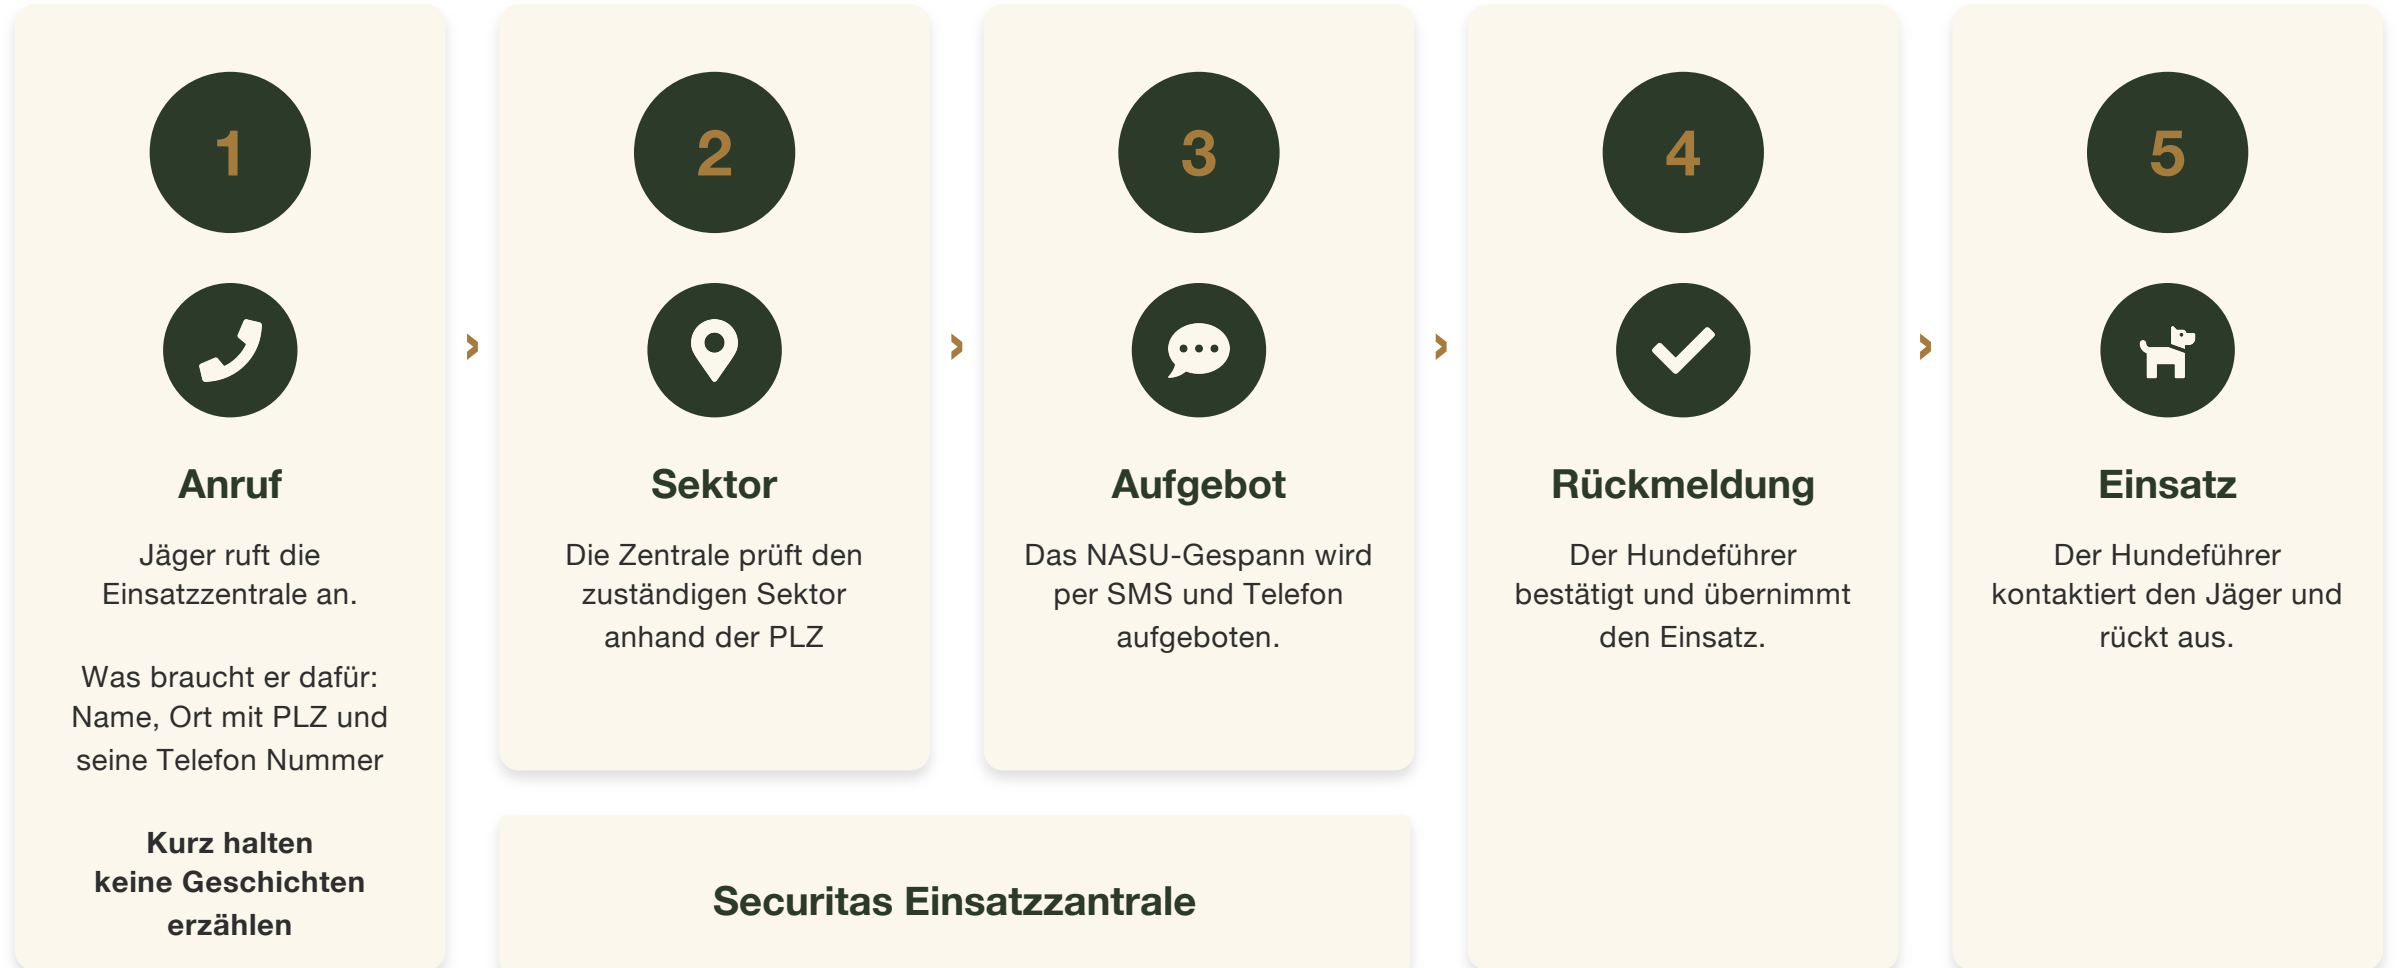 1
Anruf
Jäger ruft die
Einsatzzentrale an.
Was braucht er dafür:
Name, Ort mit PLZ und
seine Telefon Nummer
Kurz halten
keine Geschichten
erzählen
2
Sektor
Die Zentrale prüft den
zuständigen Sektor
anhand der PLZ
3
Aufgebot
Das NASU-Gespann wird
per SMS und Telefon
aufgeboten.
Securitas Einsatzzantrale
4
Rückmeldung
Der Hundeführer
bestätigt und übernimmt
den Einsatz.
5
Einsatz
Der Hundeführer
kontaktiert den Jäger und
rückt aus.